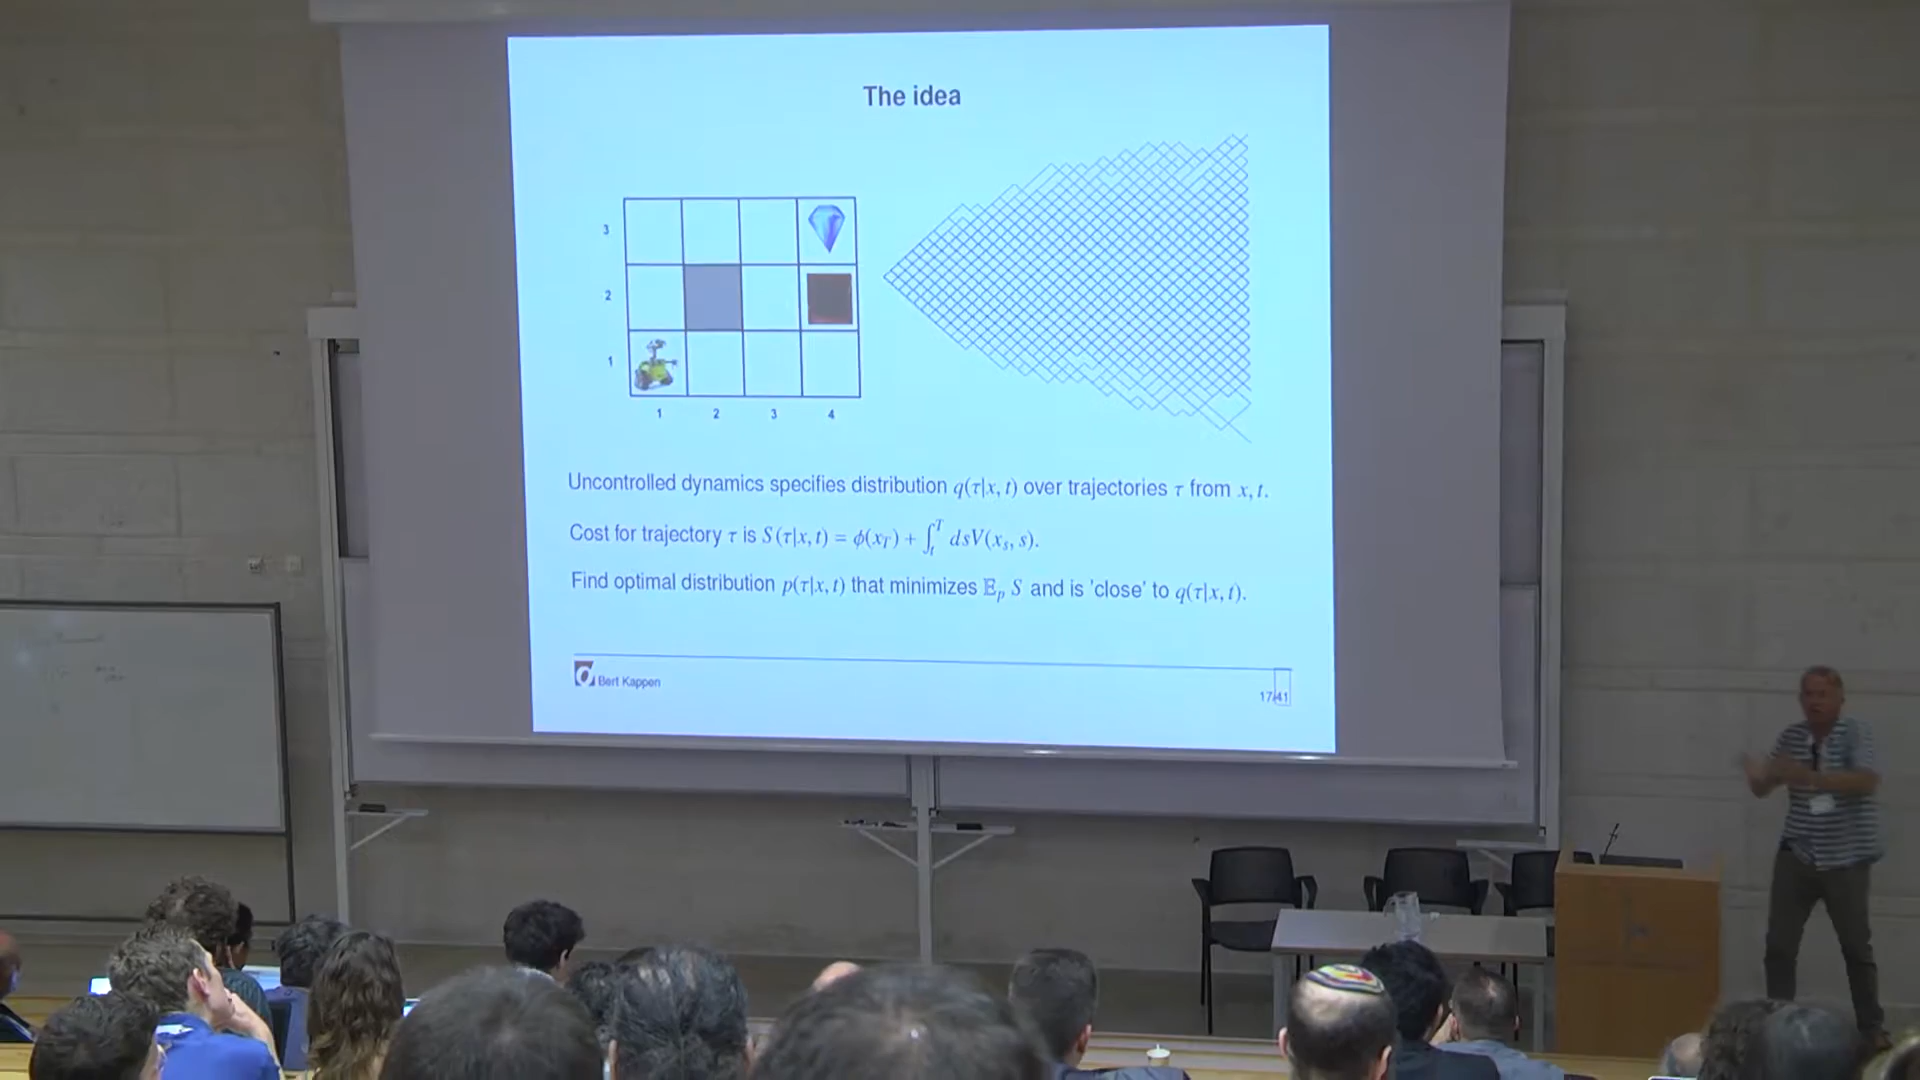 The idea
3
2
1
1 2 3 4
Uncontrolled dynamics specifies distribution q(τ|x, t) over trajectories τ from x, t.
Cost for trajectory τ is S(τ|x, t) = ϕ(x_T) + ∫_t^T dsV(x_s, s).
Find optimal distribution p(τ|x, t) that minimizes 𝔼_p S and is 'close' to q(τ|x, t).
Bert Kappen
17/41